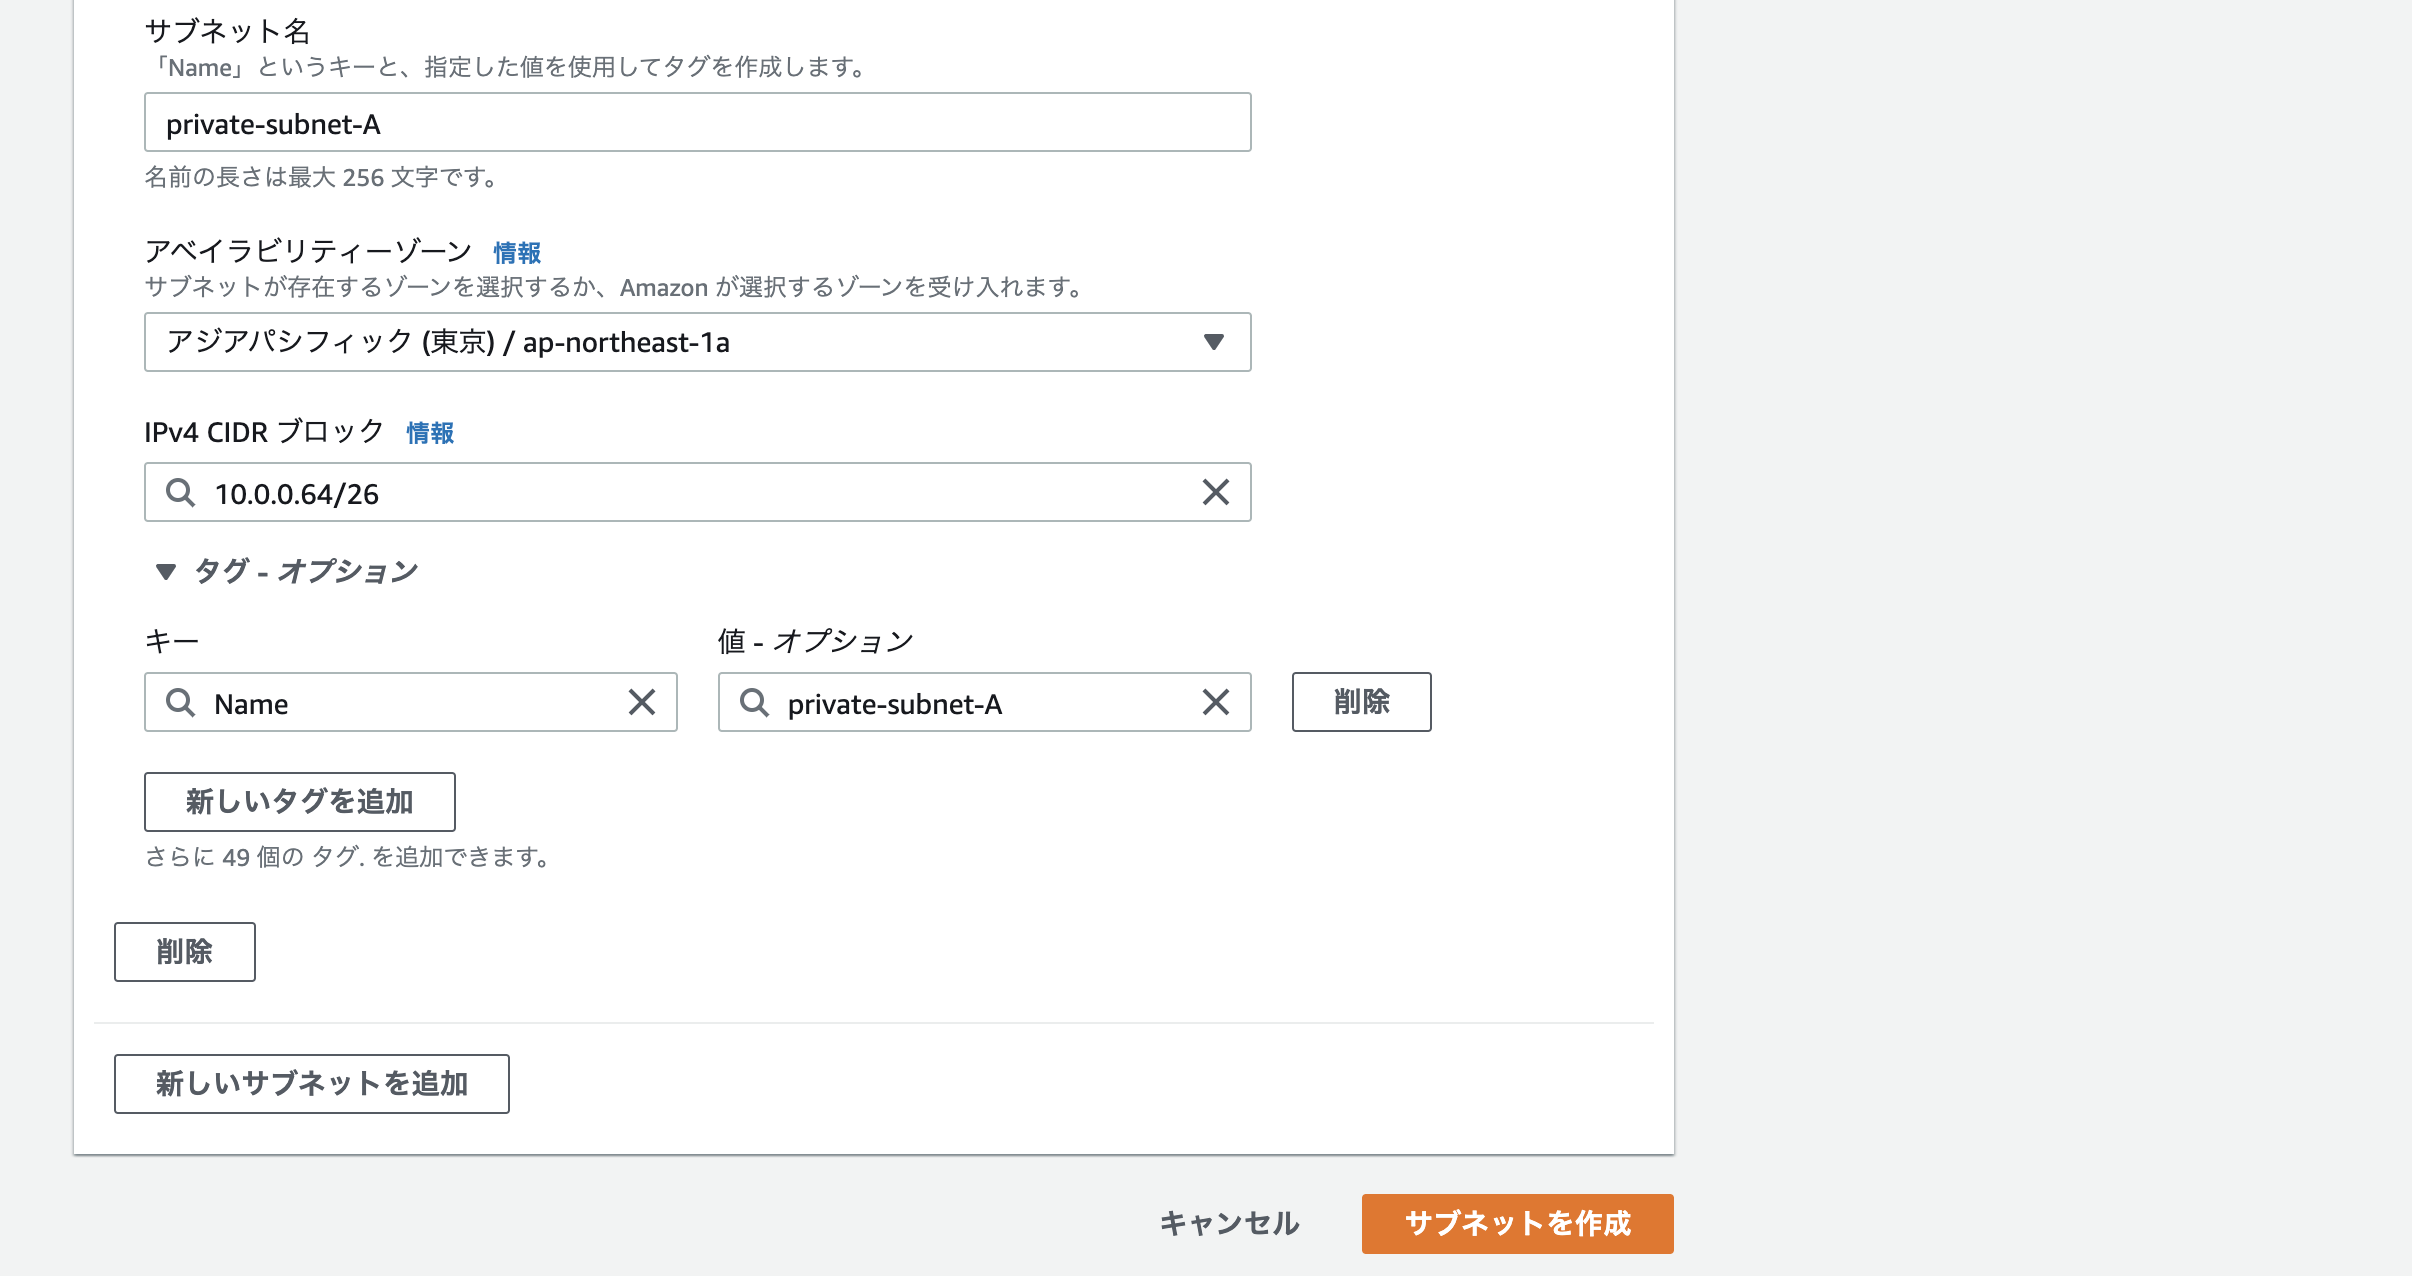 サブネット名
「Name」というキーと、指定した値を使用してタグを作成します。
private-subnet-A
名前の長さは最大 256 文字です。
アベイラビリティーゾーン 情報
サブネットが存在するゾーンを選択するか、Amazon が選択するゾーンを受け入れます。
アジアパシフィック (東京) / ap-northeast-1a
IPv4 CIDR ブロック 情報
10.0.0.64/26
タグ - オプション
キー 値 - オプション
Name private-subnet-A 削除
新しいタグを追加
さらに 49 個の タグ. を追加できます。
削除
新しいサブネットを追加
キャンセル サブネットを作成